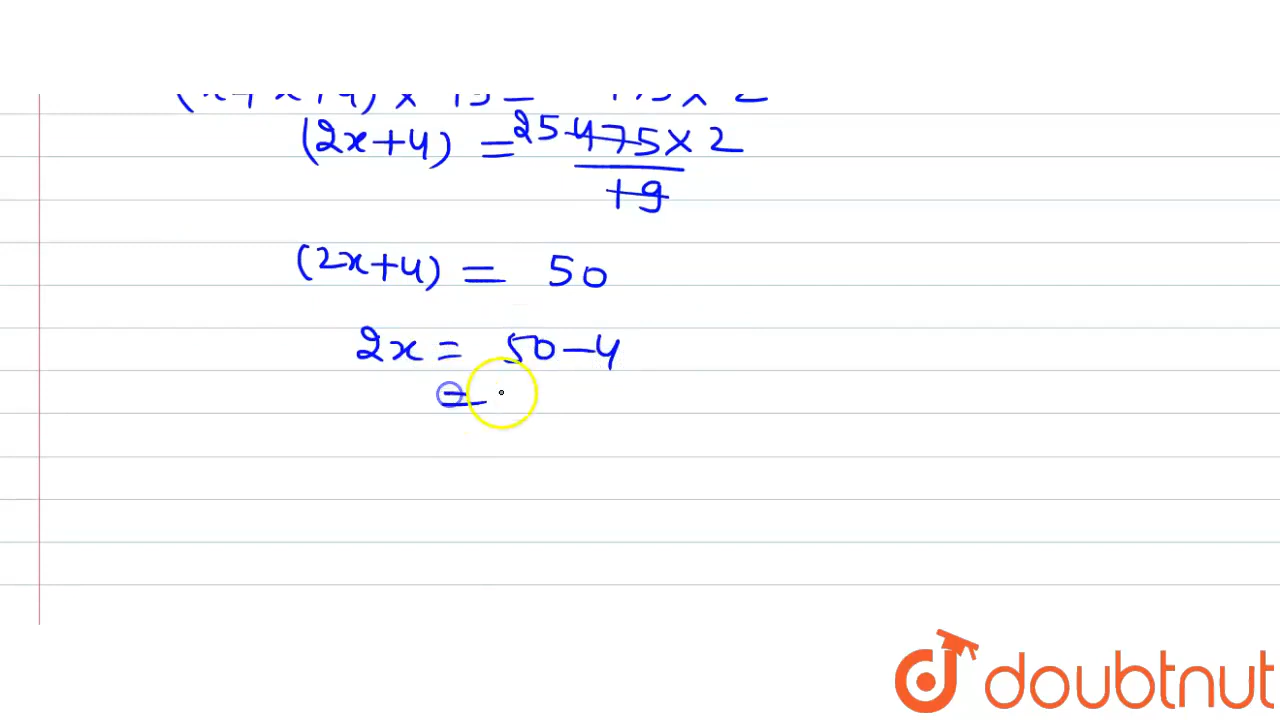 (2x+4) = 25 475 × 2
19
(2x+4) = 50
2x = 50-4
=
doubtnut